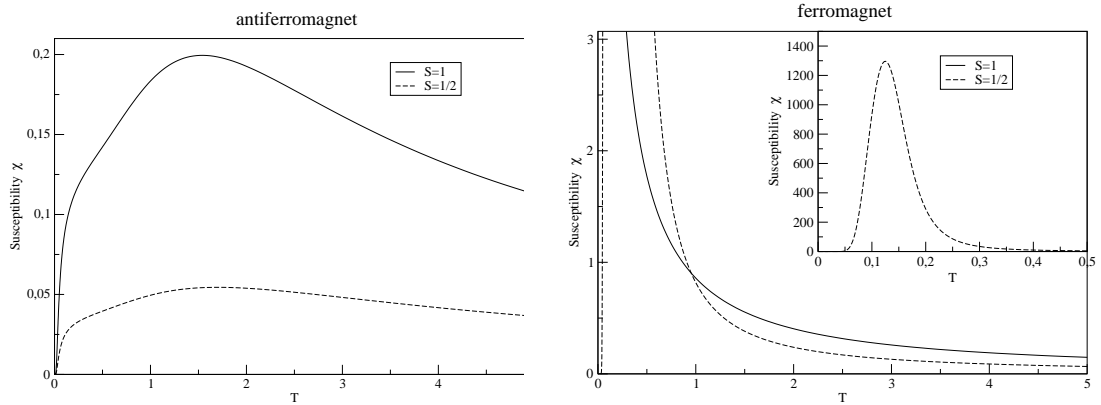 antiferromagnet
0,2
0,15
0,1
0,05
0
Susceptibility χ
S=1
S=1/2
0 1 2 3 4
T
ferromagnet
3
2
1
0
Susceptibility χ
0 1 2 3 4 5
T
1400
1200
1000
800
600
400
200
0
Susceptibility χ
S=1
S=1/2
0 0,1 0,2 0,3 0,4 0,5
T